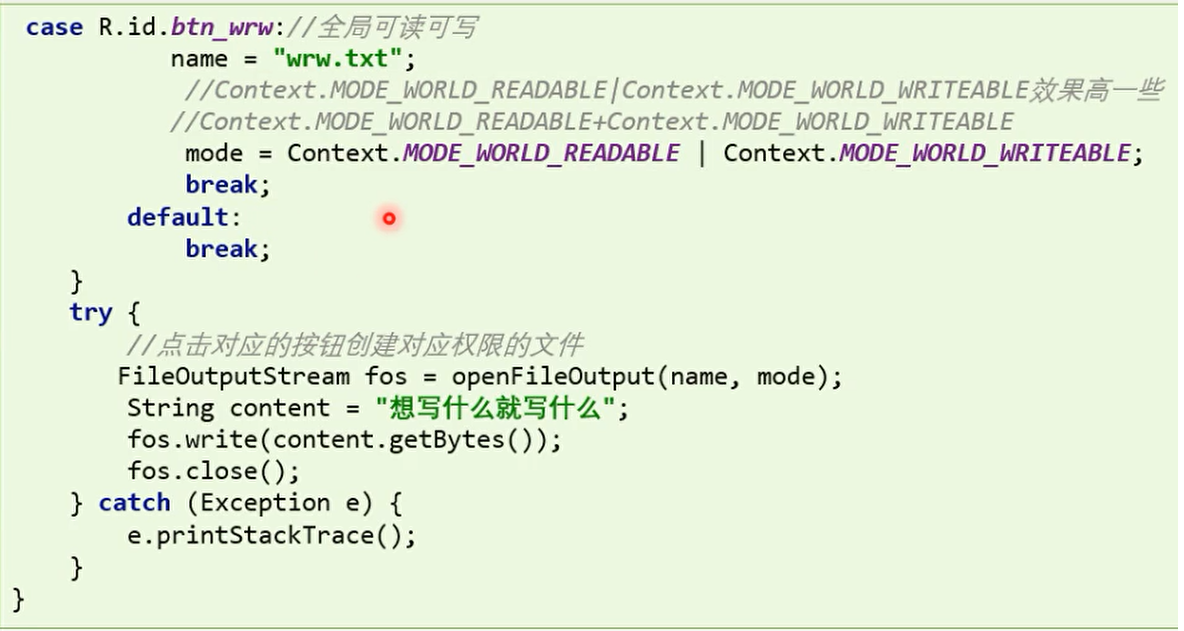 case R.id.btn_wrw://全局可读可写
name = "wrw.txt";
//Context.MODE_WORLD_READABLE|Context.MODE_WORLD_WRITEABLE效果高一些
//Context.MODE_WORLD_READABLE+Context.MODE_WORLD_WRITEABLE
mode = Context.MODE_WORLD_READABLE | Context.MODE_WORLD_WRITEABLE;
break;
default:
break;
}
try {
//点击对应的按钮创建对应权限的文件
FileOutputStream fos = openFileOutput(name, mode);
String content = "想写什么就写什么";
fos.write(content.getBytes());
fos.close();
} catch (Exception e) {
e.printStackTrace();
}
}